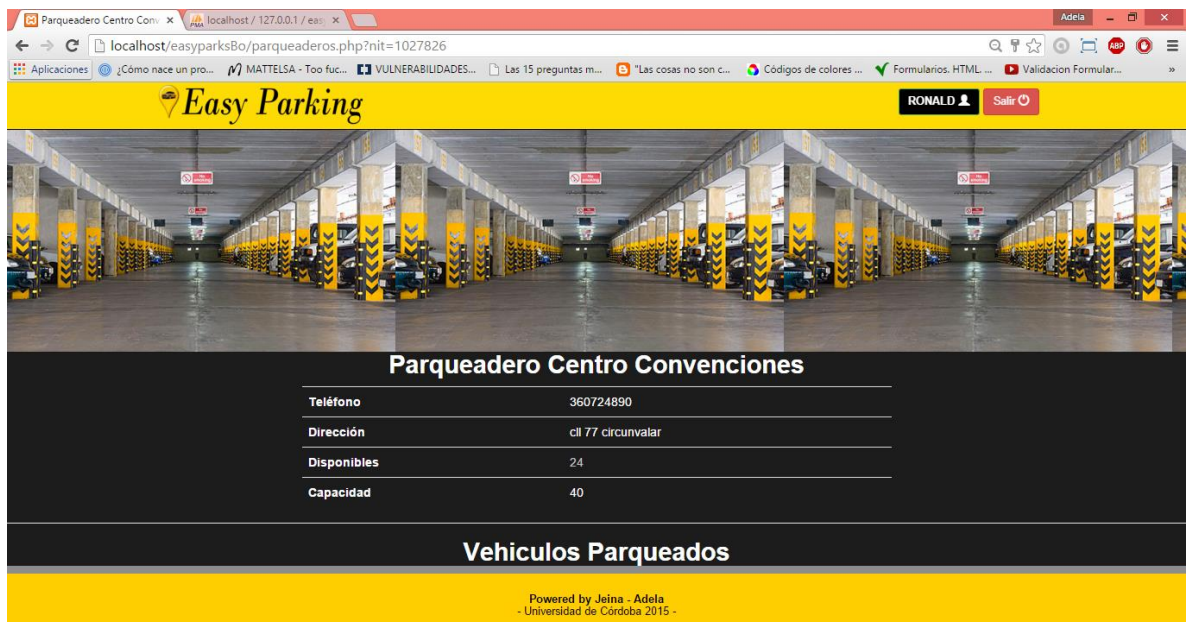 Parqueadero Centro Conv
localhost / 127.0.0.1 / eas
Adela
localhost/easyparksBo/parqueaderos.php?nit=1027826
ABP
Aplicaciones ¿Cómo nace un pro... MATTELSA - Too fuc... VULNERABILIDADES... Las 15 preguntas m... "Las cosas no son c... Códigos de colores ... Formularios. HTML. ... Validacion Formular... »
Easy Parking
RONALD Salir
Parqueadero Centro Convenciones
Teléfono 360724890
Dirección cll 77 circunvalar
Disponibles 24
Capacidad 40
Vehiculos Parqueados
Powered by Jeina - Adela
- Universidad de Córdoba 2015 -